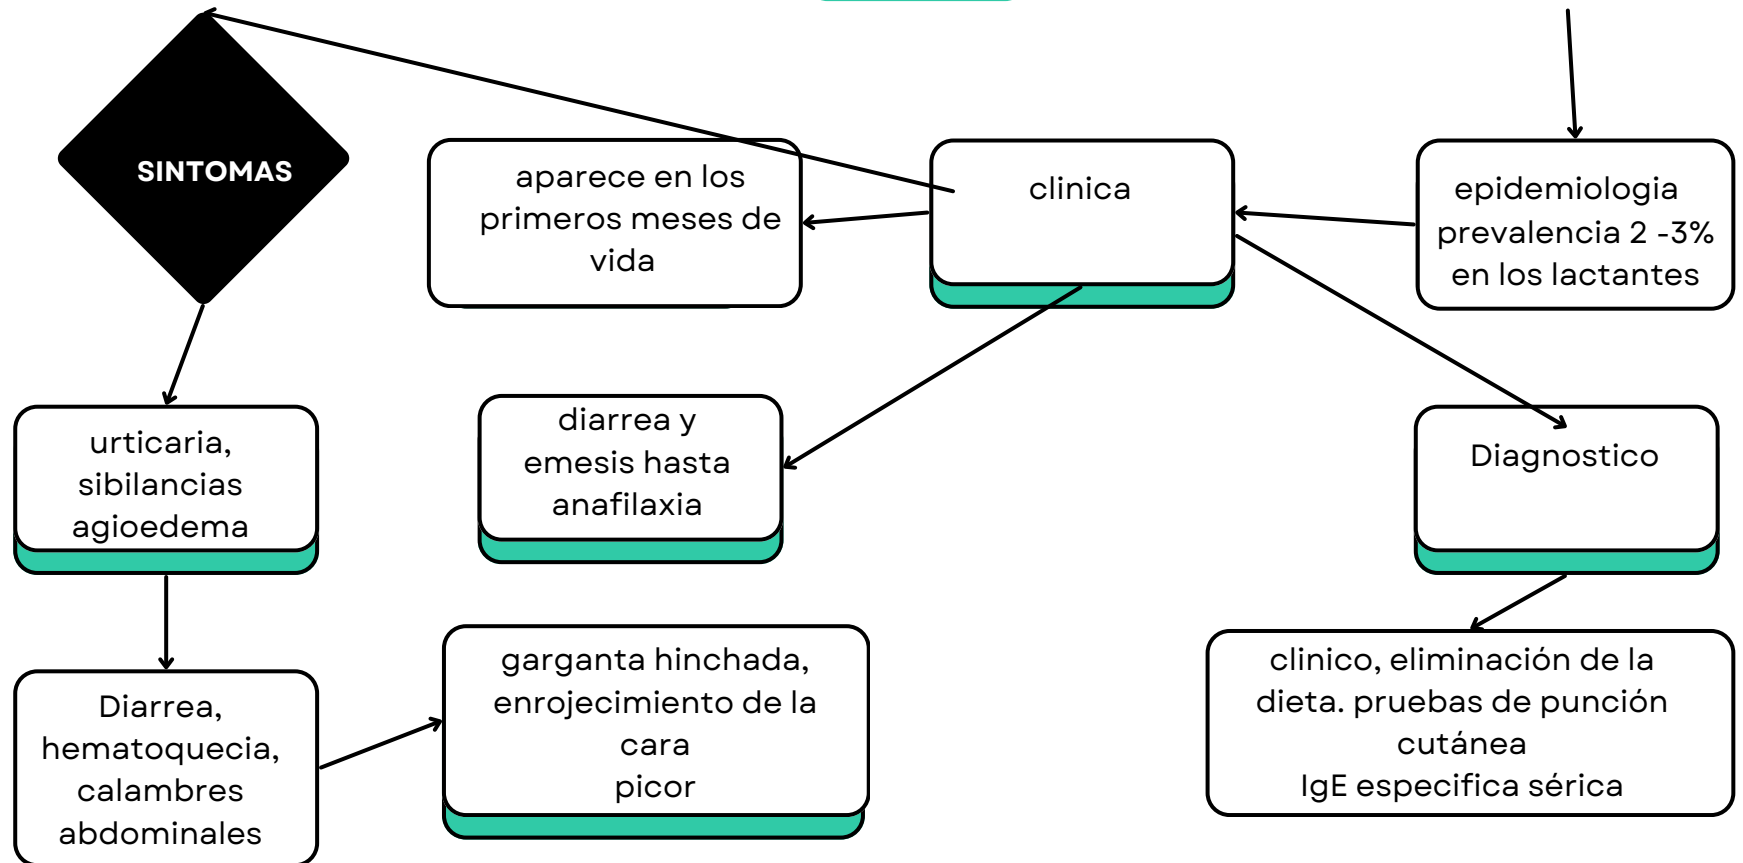 SINTOMAS
aparece en los
primeros meses de
vida
clinica
epidemiologia
prevalencia 2 -3%
en los lactantes
urticaria,
sibilancias
agioedema
diarrea y
emesis hasta
anafilaxia
Diagnostico
Diarrea,
hematoquecia,
calambres
abdominales
garganta hinchada,
enrojecimiento de la
cara
picor
clinico, eliminación de la
dieta. pruebas de punción
cutánea
IgE especifica sérica